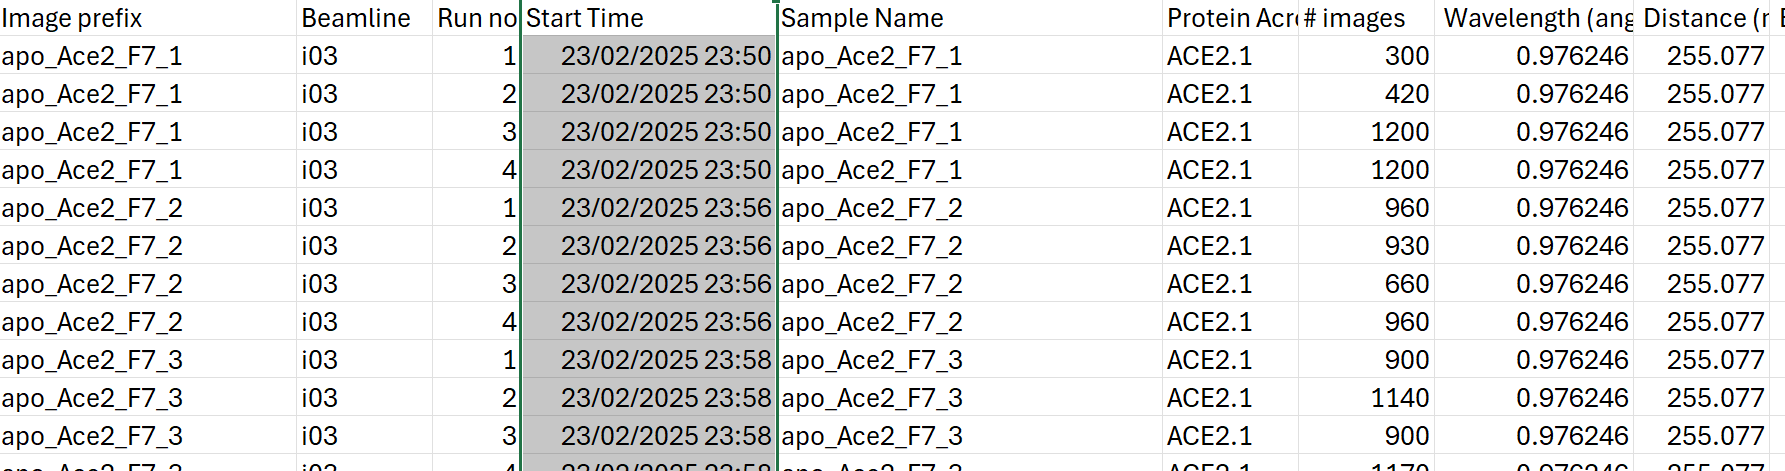 Image prefix Beamline Run no Start Time Sample Name Protein Acr # images Wavelength (ang Distance (r
apo_Ace2_F7_1 i03 1 23/02/2025 23:50 apo_Ace2_F7_1 ACE2.1 300 0.976246 255.077
apo_Ace2_F7_1 i03 2 23/02/2025 23:50 apo_Ace2_F7_1 ACE2.1 420 0.976246 255.077
apo_Ace2_F7_1 i03 3 23/02/2025 23:50 apo_Ace2_F7_1 ACE2.1 1200 0.976246 255.077
apo_Ace2_F7_1 i03 4 23/02/2025 23:50 apo_Ace2_F7_1 ACE2.1 1200 0.976246 255.077
apo_Ace2_F7_2 i03 1 23/02/2025 23:56 apo_Ace2_F7_2 ACE2.1 960 0.976246 255.077
apo_Ace2_F7_2 i03 2 23/02/2025 23:56 apo_Ace2_F7_2 ACE2.1 930 0.976246 255.077
apo_Ace2_F7_2 i03 3 23/02/2025 23:56 apo_Ace2_F7_2 ACE2.1 660 0.976246 255.077
apo_Ace2_F7_2 i03 4 23/02/2025 23:56 apo_Ace2_F7_2 ACE2.1 960 0.976246 255.077
apo_Ace2_F7_3 i03 1 23/02/2025 23:58 apo_Ace2_F7_3 ACE2.1 900 0.976246 255.077
apo_Ace2_F7_3 i03 2 23/02/2025 23:58 apo_Ace2_F7_3 ACE2.1 1140 0.976246 255.077
apo_Ace2_F7_3 i03 3 23/02/2025 23:58 apo_Ace2_F7_3 ACE2.1 900 0.976246 255.077